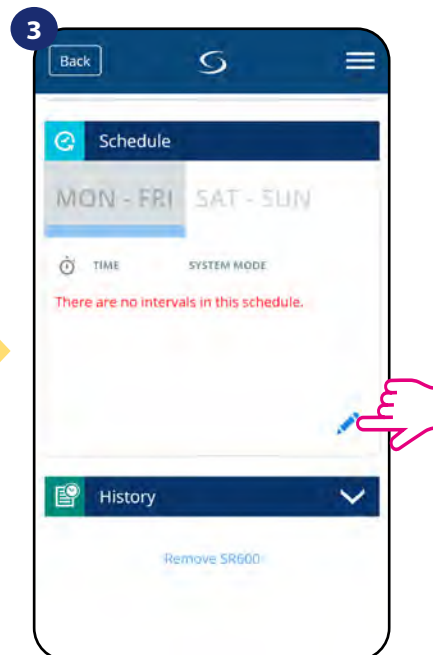 3
Back
Schedule
MON - FRI SAT - SUN
TIME SYSTEM MODE
There are no intervals in this schedule.
History
Remove SR600